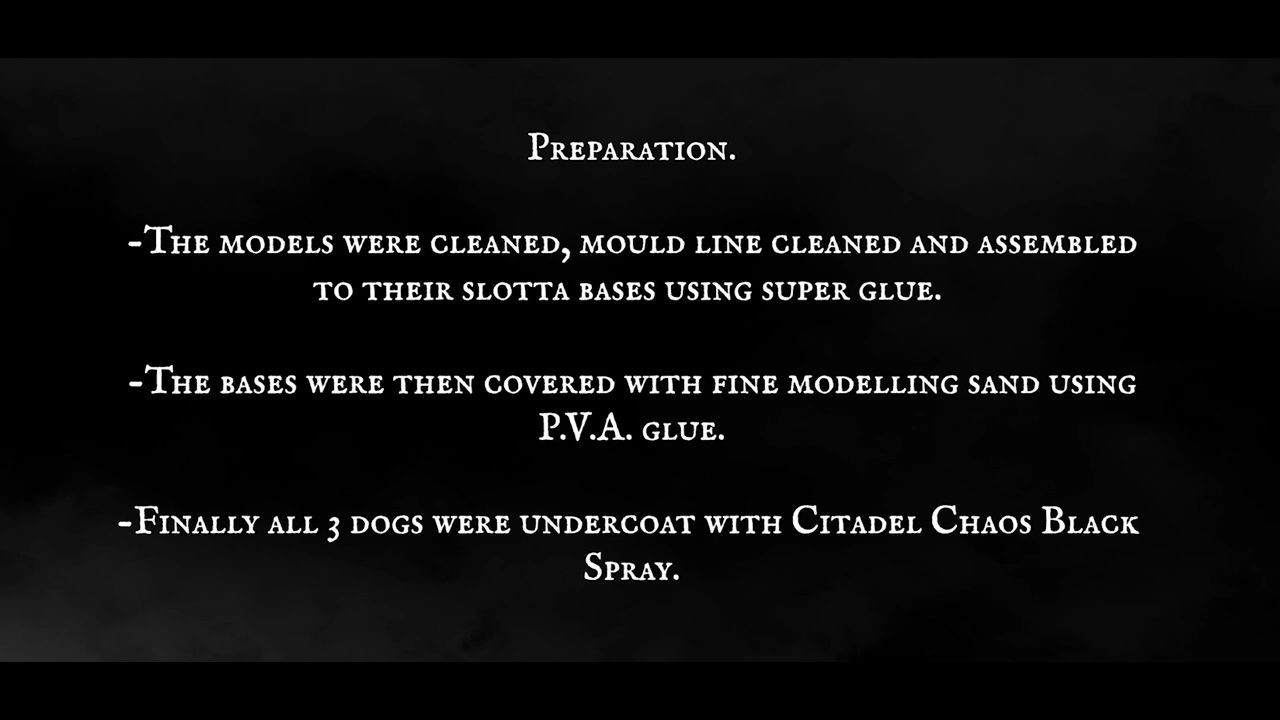 Preparation.
-The models were cleaned, mould line cleaned and assembled
to their slotta bases using super glue.
-The bases were then covered with fine modelling sand using
P.V.A. glue.
-Finally all 3 dogs were undercoat with Citadel Chaos Black
Spray.